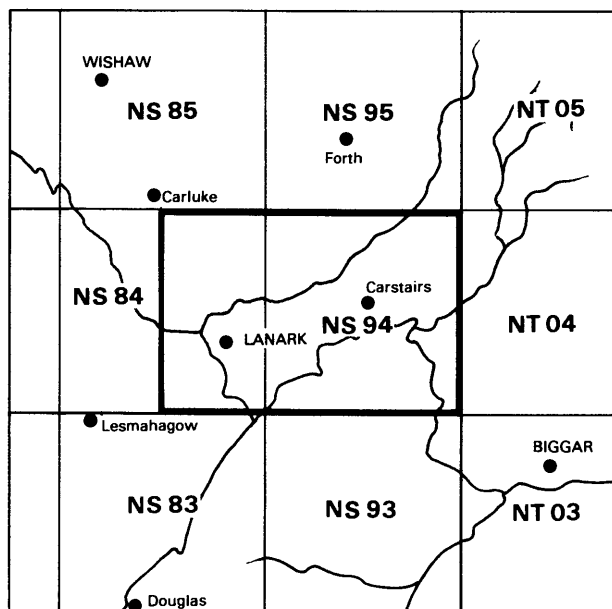 WISHAW
NS 85
NS 95
NT 05
Forth
Carluke
NS 84
Carstairs
LANARK
NS 94
NT 04
Lesmahagow
BIGGAR
NS 83
NS 93
NT 03
Douglas